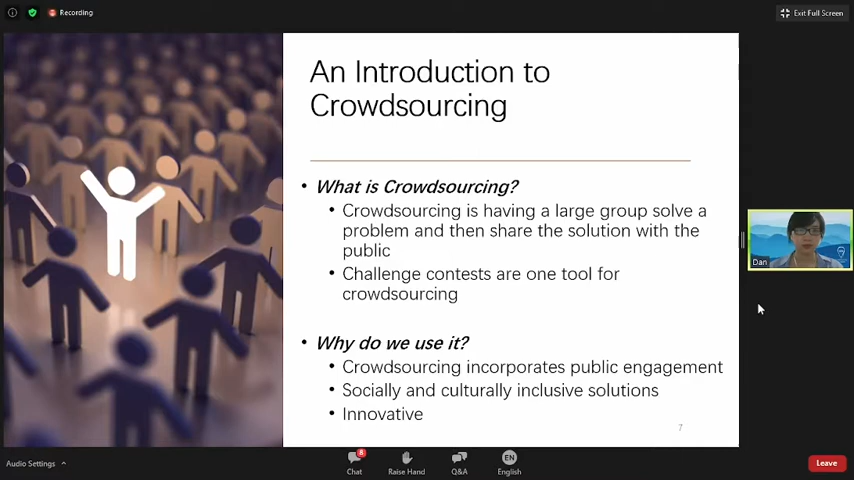 Recording
Exit Full Screen
An Introduction to
Crowdsourcing
• What is Crowdsourcing?
• Crowdsourcing is having a large group solve a
problem and then share the solution with the
public
• Challenge contests are one tool for
crowdsourcing
• Why do we use it?
• Crowdsourcing incorporates public engagement
• Socially and culturally inclusive solutions
• Innovative
7
Dan
Audio Settings
8
Chat
Raise Hand
Q&A
EN
English
Leave